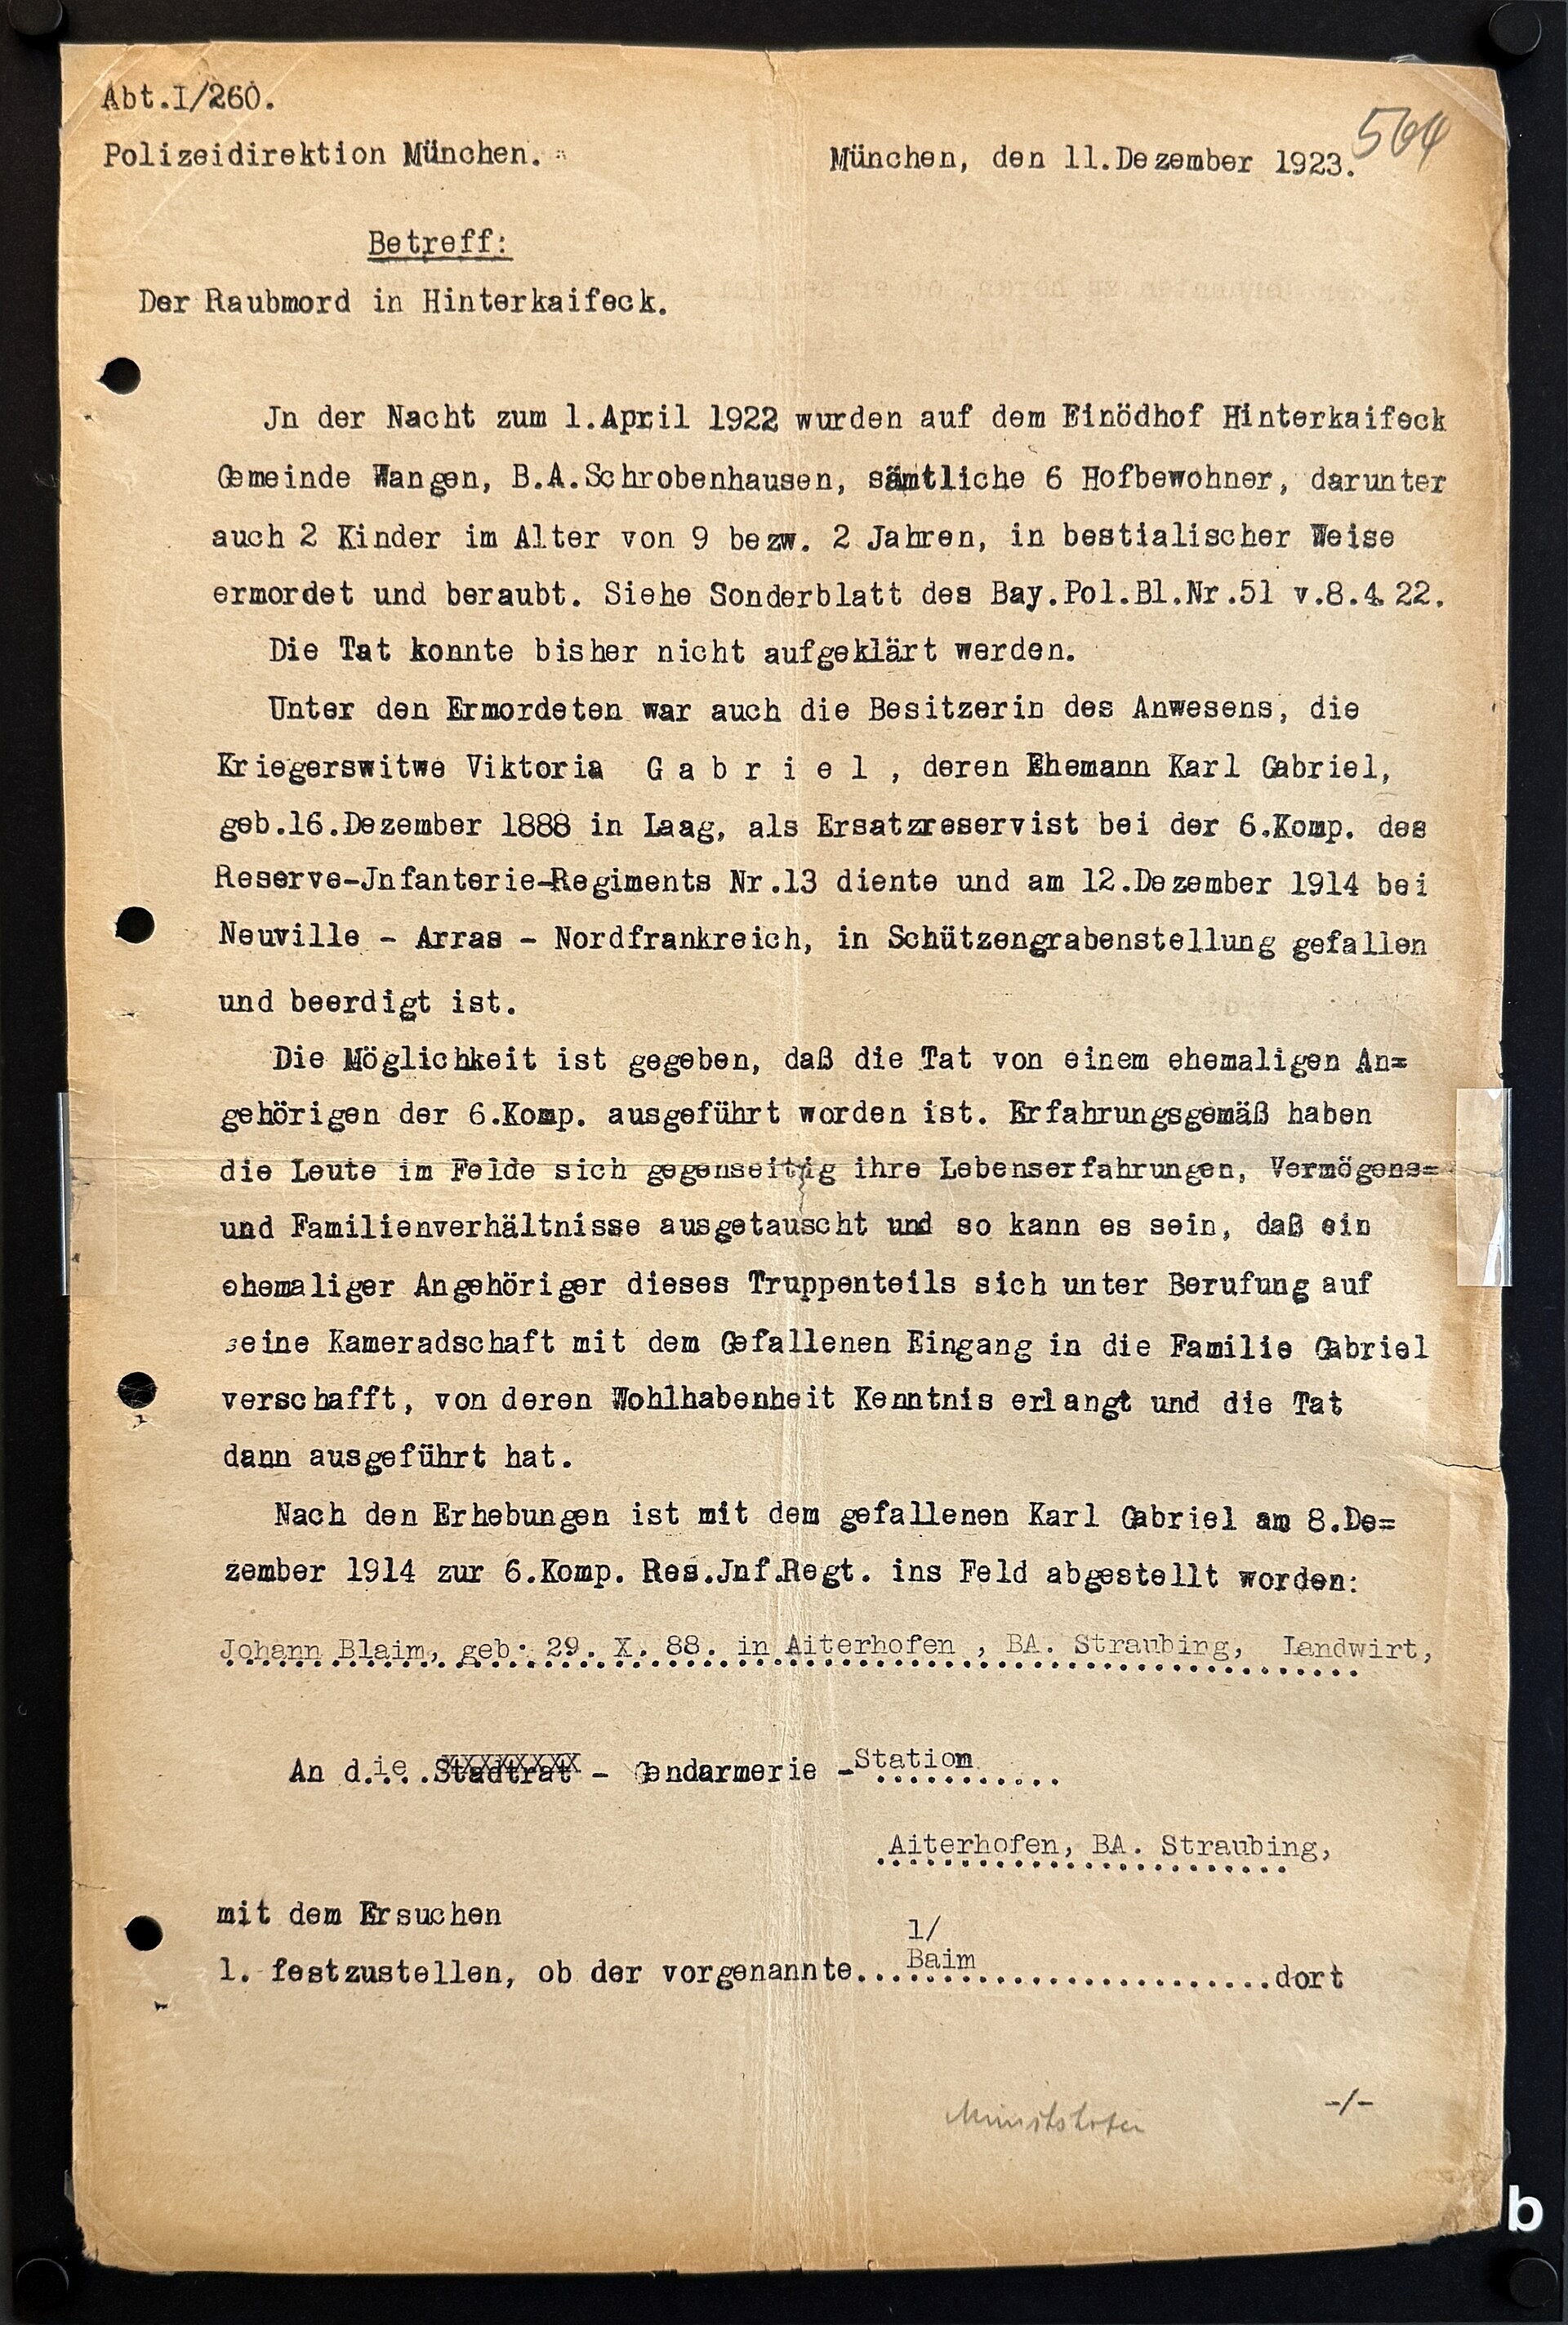 Abt.I/260.
564
Polizeidirektion München.
München, den 11.Dezember 1923.
Betreff:
Der Raubmord in Hinterkaifeck.
Jn der Nacht zum 1.April 1922 wurden auf dem Einödhof Hinterkaifeck
Gemeinde Wangen, B.A.Schrobenhausen, sämtliche 6 Hofbewohner, darunter
auch 2 Kinder im Alter von 9 bezw. 2 Jahren, in bestialischer Weise
ermordet und beraubt. Siehe Sonderblatt des Bay.Pol.Bl.Nr.51 v.8.4.22.
Die Tat konnte bisher nicht aufgeklärt werden.
Unter den Ermordeten war auch die Besitzerin des Anwesens, die
Kriegerswitwe Viktoria G a b r i e l , deren Ehemann Karl Gabriel,
geb.16.Dezember 1888 in Laag, als Ersatzreservist bei der 6.Komp. des
Reserve-Jnfanterie-Regiments Nr.13 diente und am 12.Dezember 1914 bei
Neuville - Arras - Nordfrankreich, in Schützengrabenstellung gefallen
und beerdigt ist.
Die Möglichkeit ist gegeben, daß die Tat von einem ehemaligen An=
gehörigen der 6.Komp. ausgeführt worden ist. Erfahrungsgemäß haben
die Leute im Felde sich gegenseitig ihre Lebenserfahrungen, Vermögens=
und Familienverhältnisse ausgetauscht und so kann es sein, daß ein
ehemaliger Angehöriger dieses Truppenteils sich unter Berufung auf
seine Kameradschaft mit dem Gefallenen Eingang in die Familie Gabriel
verschafft, von deren Wohlhabenheit Kenntnis erlangt und die Tat
dann ausgeführt hat.
Nach den Erhebungen ist mit dem gefallenen Karl Gabriel am 8.De=
zember 1914 zur 6.Komp. Res.Jnf.Regt. ins Feld abgestellt worden:
Johann Blaim, geb. 29. X. 88. in Aiterhofen , BA. Straubing, Landwirt,
An d.ie..Stadtrat - Gendarmerie -Station
Aiterhofen, BA. Straubing,
mit dem Ersuchen
1/
1. festzustellen, ob der vorgenannte...Baim.....................dort
-/-
b